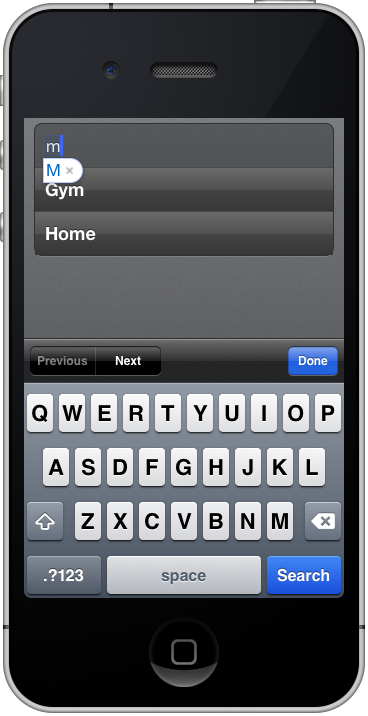 m
M ×
Gym
Home
Previous Next Done
Q W E R T Y U I O P
A S D F G H J K L
Z X C V B N M
.?123 space Search